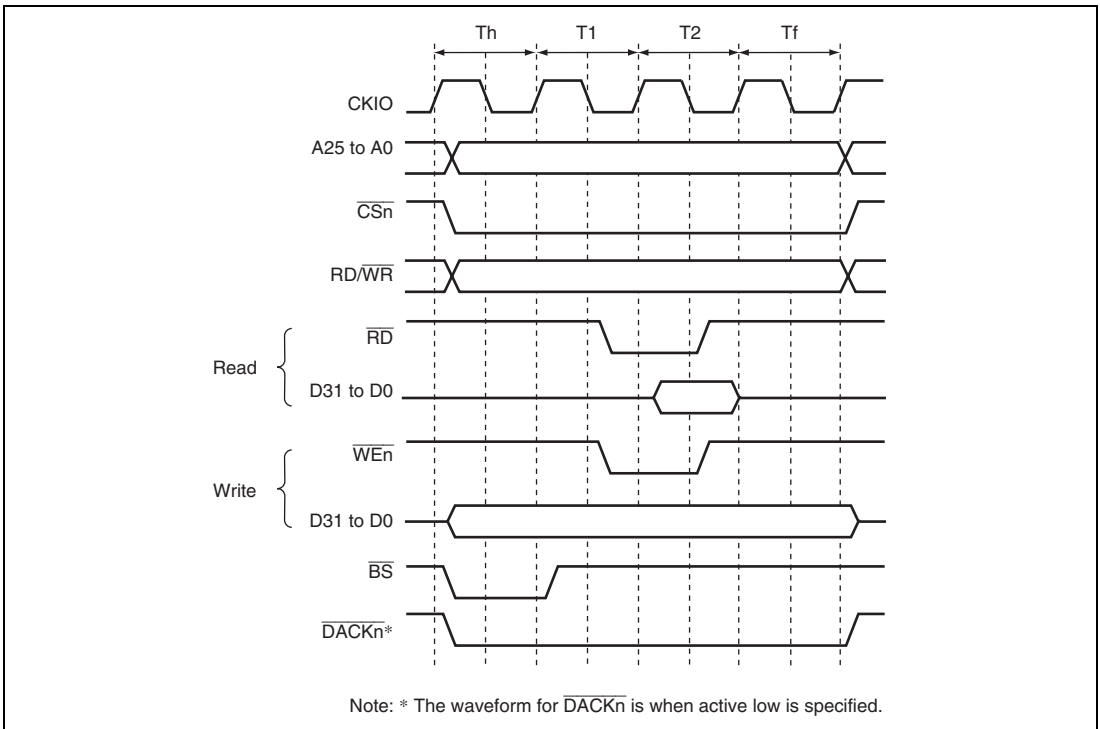 Th T1 T2 Tf
CKIO
A25 to A0
CSn
RD/WR
RD
Read
D31 to D0
WEn
Write
D31 to D0
BS
DACKn*
Note: * The waveform for DACKn is when active low is specified.